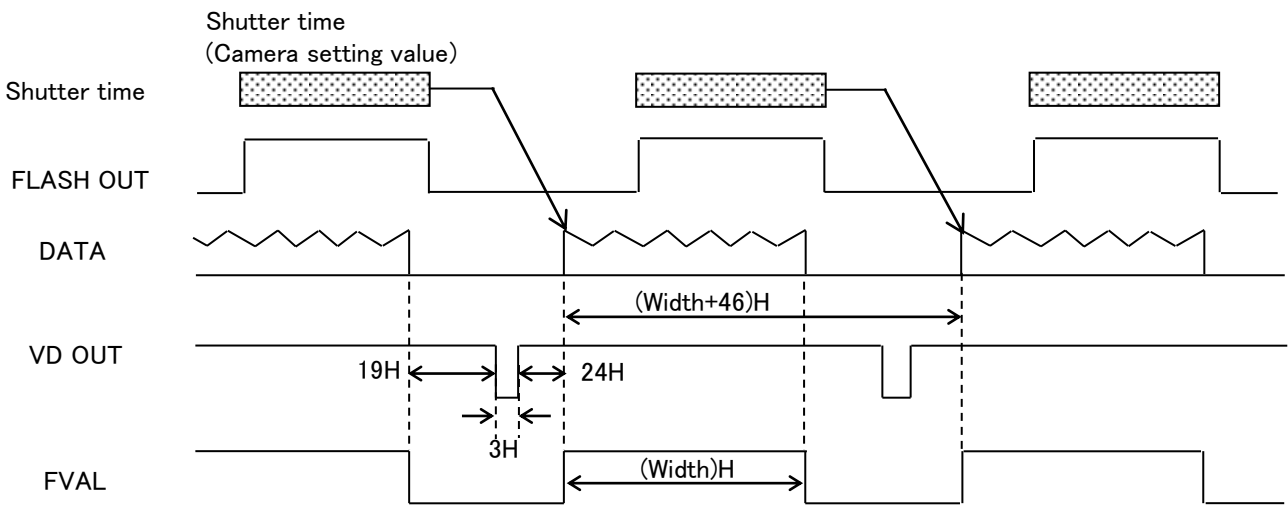 Shutter time
(Camera setting value)
Shutter time
FLASH OUT
DATA
(Width+46)H
VD OUT
19H
24H
3H
(Width)H
FVAL